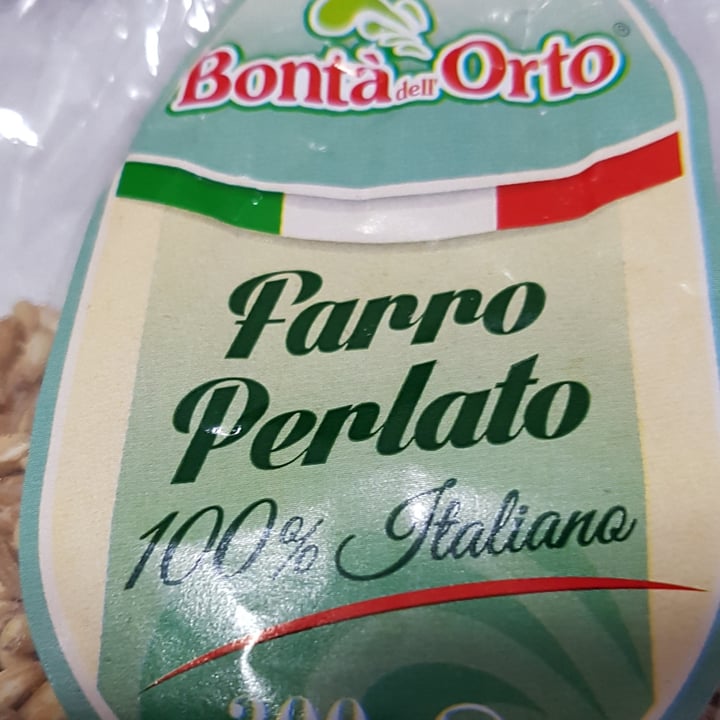 Bontà dell'Orto®
Farro
Perlato
100% Italiano